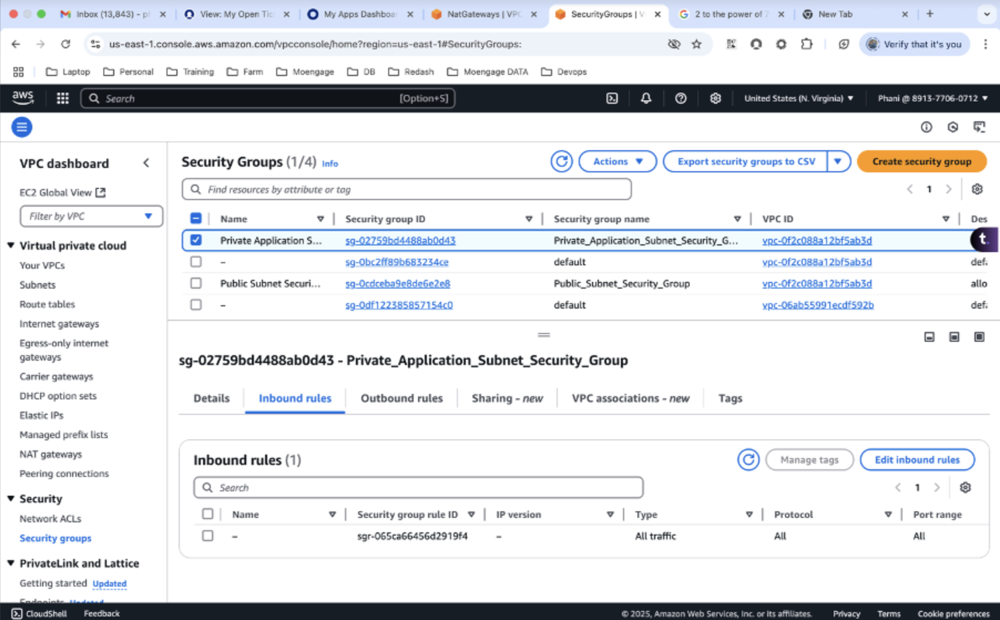 Inbox (13,843) - pl
View: My Open Tic
My Apps Dashboar
NatGateways | VPC
SecurityGroups | V
2 to the power of 7
New Tab
us-east-1.console.aws.amazon.com/vpcconsole/home?region=us-east-1#SecurityGroups:
Verify that it's you
Laptop
Personal
Training
Farm
Moengage
DB
Redash
Moengage DATA
Devops
aws
Search
[Option+S]
United States (N. Virginia)
Phani @ 8913-7706-0712
VPC dashboard
EC2 Global View
Filter by VPC
Virtual private cloud
Your VPCs
Subnets
Route tables
Internet gateways
Egress-only internet
gateways
Carrier gateways
DHCP option sets
Elastic IPs
Managed prefix lists
NAT gateways
Peering connections
Security
Network ACLs
Security groups
PrivateLink and Lattice
Getting started Updated
Endpoints Updated
Security Groups (1/4) Info
Actions
Export security groups to CSV
Create security group
Find resources by attribute or tag
1
Name Security group ID Security group name VPC ID Des
Private Application S... sg-02759bd4488ab0d43 Private_Application_Subnet_Security_G... vpc-0f2c088a12bf5ab3d t.
– sg-0bc2ff89b683234ce default vpc-0f2c088a12bf5ab3d defa
Public Subnet Securi... sg-0cdceba9e8de6e2e8 Public_Subnet_Security_Group vpc-0f2c088a12bf5ab3d allo
– sg-0df122385857154c0 default vpc-06ab55991ecdf592b defa
sg-02759bd4488ab0d43 - Private_Application_Subnet_Security_Group
Details
Inbound rules
Outbound rules
Sharing - new
VPC associations - new
Tags
Inbound rules (1)
Manage tags
Edit inbound rules
Search
1
Name Security group rule ID IP version Type Protocol Port range
– sgr-065ca66456d2919f4 – All traffic All All
CloudShell
Feedback
© 2025, Amazon Web Services, Inc. or its affiliates.
Privacy
Terms
Cookie preferences